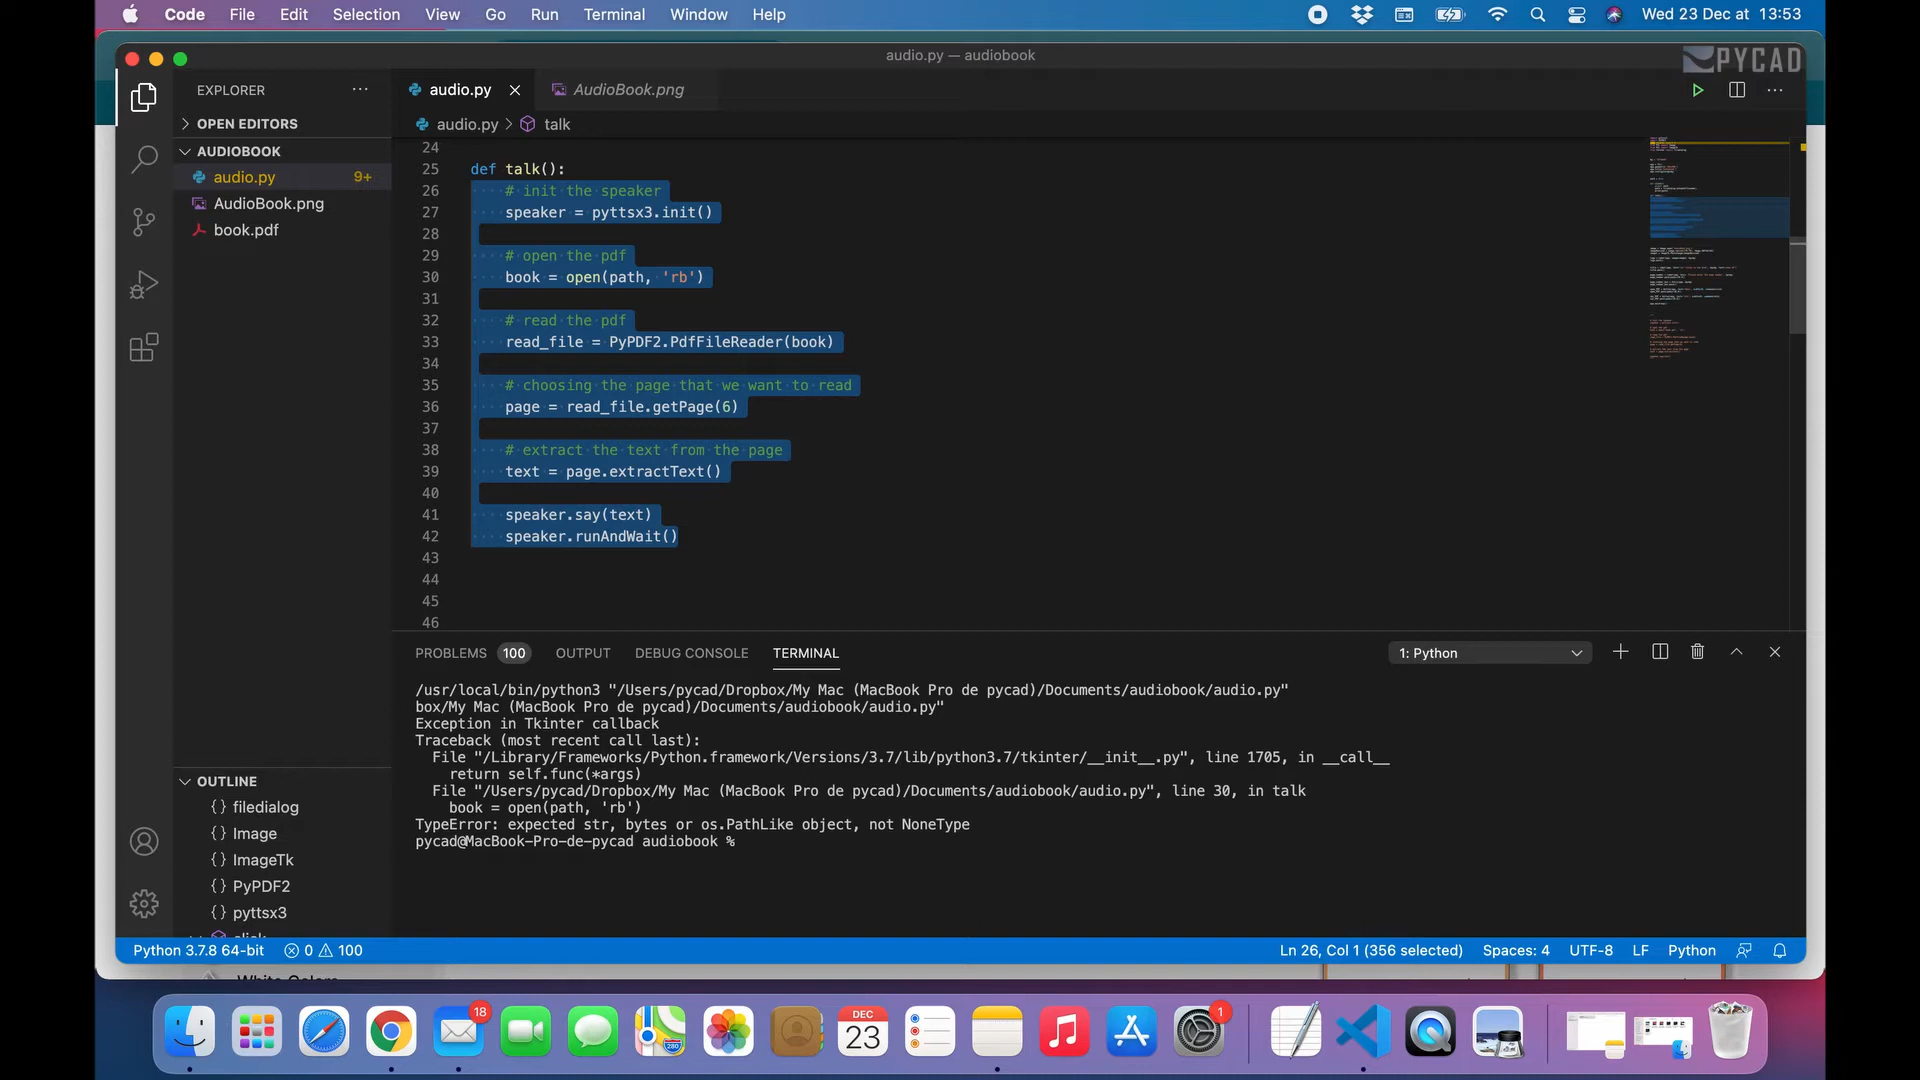 Code File Edit Selection View Go Run Terminal Window Help
Wed 23 Dec at 13:53
audio.py — audiobook
PYCAD
EXPLORER
OPEN EDITORS
AUDIOBOOK
audio.py 9+
AudioBook.png
book.pdf
audio.py
AudioBook.png
audio.py > talk
24
25 def talk():
26 # init the speaker
27 speaker = pyttsx3.init()
28
29 # open the pdf
30 book = open(path, 'rb')
31
32 # read the pdf
33 read_file = PyPDF2.PdfFileReader(book)
34
35 # choosing the page that we want to read
36 page = read_file.getPage(6)
37
38 # extract the text from the page
39 text = page.extractText()
40
41 speaker.say(text)
42 speaker.runAndWait()
43
44
45
46
PROBLEMS 100 OUTPUT DEBUG CONSOLE TERMINAL
1: Python
/usr/local/bin/python3 "/Users/pycad/Dropbox/My Mac (MacBook Pro de pycad)/Documents/audiobook/audio.py"
box/My Mac (MacBook Pro de pycad)/Documents/audiobook/audio.py"
Exception in Tkinter callback
Traceback (most recent call last):
File "/Library/Frameworks/Python.framework/Versions/3.7/lib/python3.7/tkinter/__init__.py", line 1705, in __call__
return self.func(*args)
File "/Users/pycad/Dropbox/My Mac (MacBook Pro de pycad)/Documents/audiobook/audio.py", line 30, in talk
book = open(path, 'rb')
TypeError: expected str, bytes or os.PathLike object, not NoneType
pycad@MacBook-Pro-de-pycad audiobook %
OUTLINE
{} filedialog
{} Image
{} ImageTk
{} PyPDF2
{} pyttsx3
Python 3.7.8 64-bit 0 100
Ln 26, Col 1 (356 selected) Spaces: 4 UTF-8 LF Python
18
DEC
23
280
1